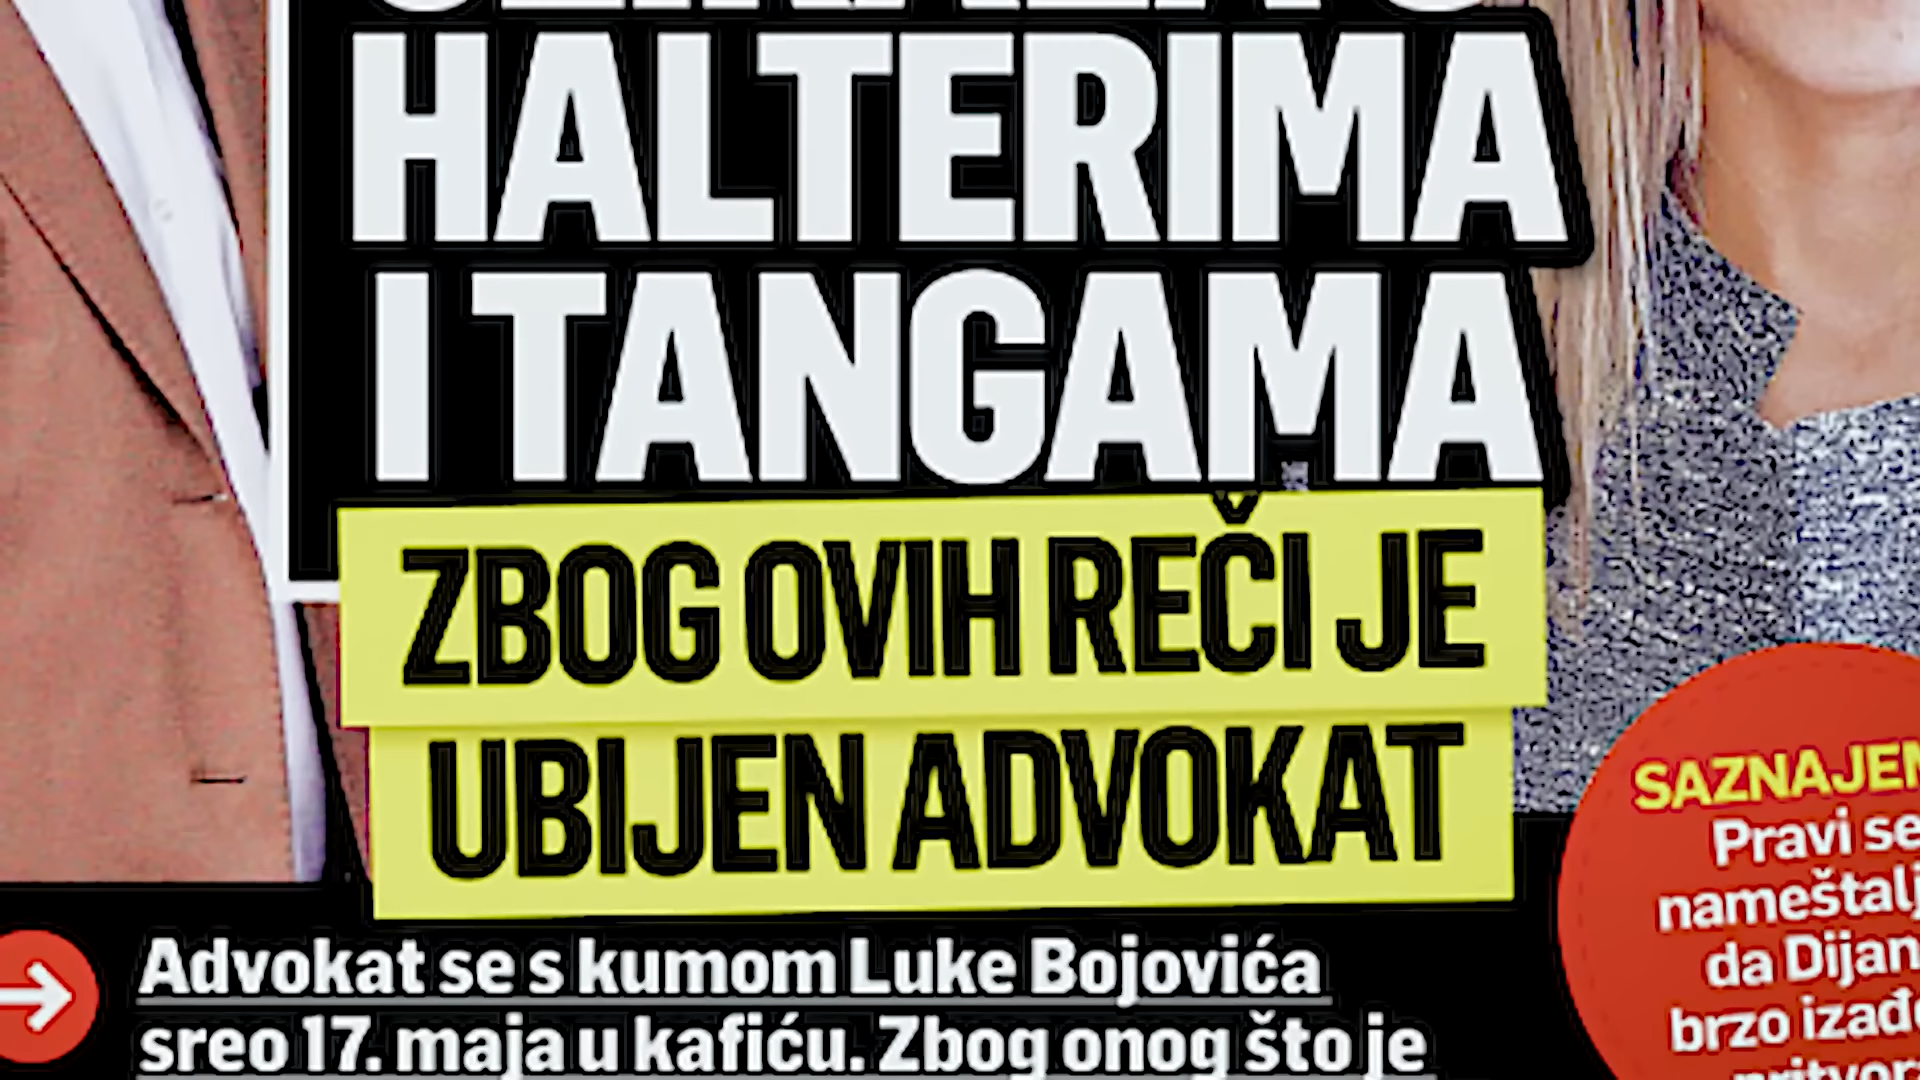 HALTERIMA
I TANGAMA
ZBOG OVIH REČI JE
UBIJEN ADVOKAT
Advokat se s kumom Luke Bojovića
sreo 17. maja u kafiću. Zbog onog što je
SAZNAJEM
Pravi se
nameštalj
da Dijan
brzo izađe